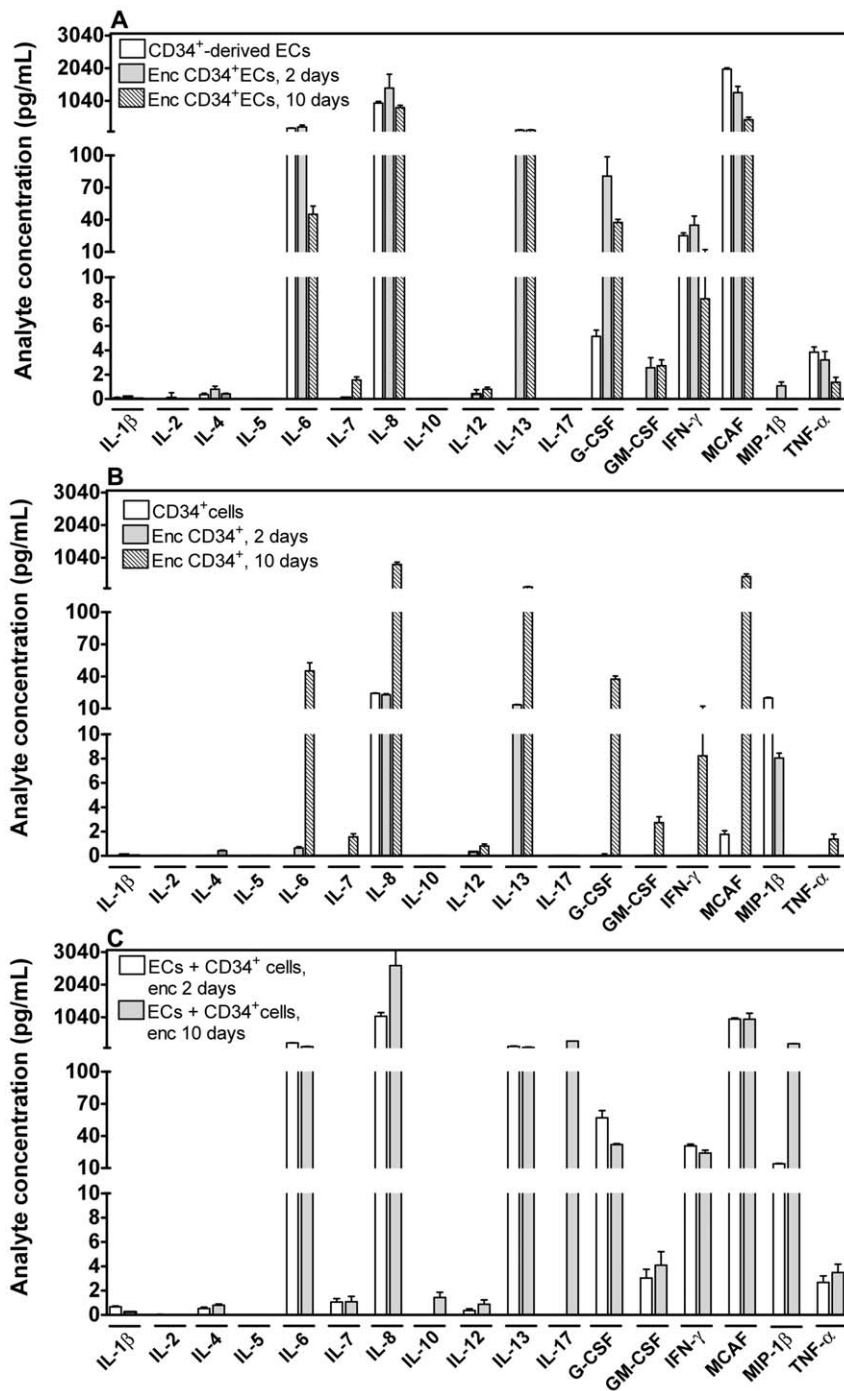 A
Analyte concentration (pg/mL)
3040
2040
1040
100
70
40
10
10
8
6
4
2
0
CD34+-derived ECs
Enc CD34+ECs, 2 days
Enc CD34+ECs, 10 days
IL-1β
IL-2
IL-4
IL-5
IL-6
IL-7
IL-8
IL-10
IL-12
IL-13
IL-17
G-CSF
GM-CSF
IFN-γ
MCAF
MIP-1β
TNF-α
B
Analyte concentration (pg/mL)
3040
2040
1040
100
70
40
10
10
8
6
4
2
0
CD34+cells
Enc CD34+, 2 days
Enc CD34+, 10 days
IL-1β
IL-2
IL-4
IL-5
IL-6
IL-7
IL-8
IL-10
IL-12
IL-13
IL-17
G-CSF
GM-CSF
IFN-γ
MCAF
MIP-1β
TNF-α
C
Analyte concentration (pg/mL)
3040
2040
1040
100
70
40
10
10
8
6
4
2
0
ECs + CD34+ cells,
enc 2 days
ECs + CD34+cells,
enc 10 days
IL-1β
IL-2
IL-4
IL-5
IL-6
IL-7
IL-8
IL-10
IL-12
IL-13
IL-17
G-CSF
GM-CSF
IFN-γ
MCAF
MIP-1β
TNF-α